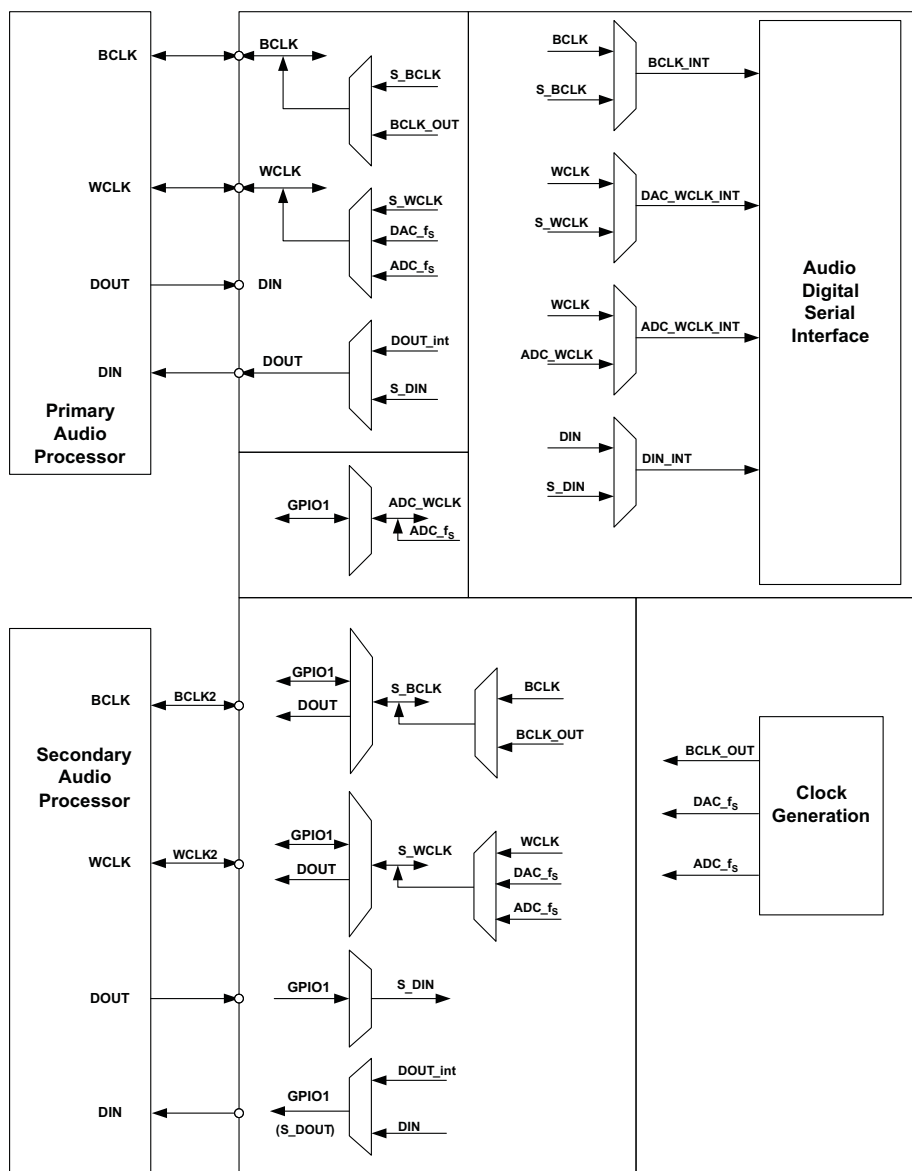 BCLK
BCLK
S_BCLK
BCLK_OUT
WCLK
WCLK
S_WCLK
DAC_fS
ADC_fS
DOUT
DIN
DOUT_int
DIN
DOUT
S_DIN
Primary
Audio
Processor
BCLK
S_BCLK
BCLK_INT
WCLK
S_WCLK
DAC_WCLK_INT
WCLK
ADC_WCLK
ADC_WCLK_INT
DIN
S_DIN
DIN_INT
Audio
Digital
Serial
Interface
GPIO1
ADC_WCLK
ADC_fS
BCLK
BCLK2
GPIO1
DOUT
S_BCLK
BCLK
BCLK_OUT
Secondary
Audio
Processor
WCLK
WCLK2
GPIO1
DOUT
S_WCLK
WCLK
DAC_fS
ADC_fS
DOUT
GPIO1
S_DIN
DIN
GPIO1
(S_DOUT)
DOUT_int
DIN
BCLK_OUT
DAC_fS
ADC_fS
Clock
Generation